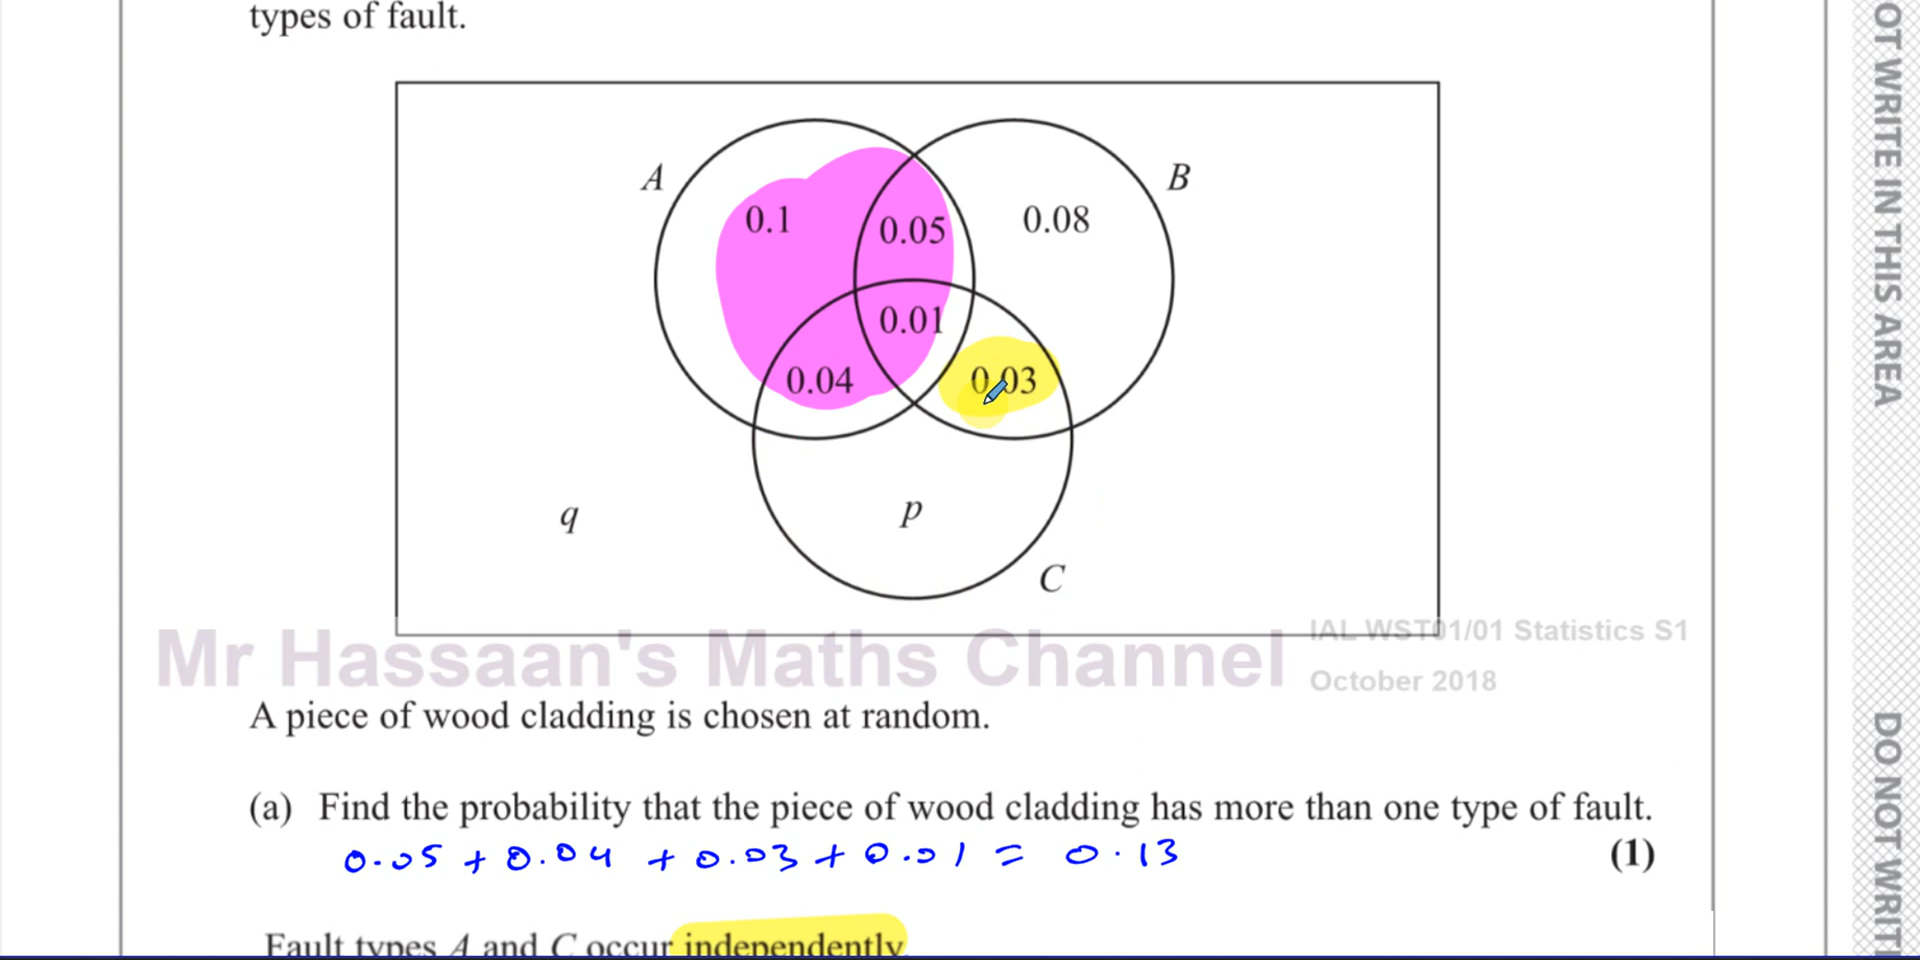 types of fault.
A
B
0.1
0.05
0.08
0.01
0.04
0.03
q
p
C
Mr Hassaan's Maths Channel
IAL WST01/01 Statistics S1
October 2018
A piece of wood cladding is chosen at random.
(a) Find the probability that the piece of wood cladding has more than one type of fault.
0.05 + 0.04 + 0.03 + 0.01 = 0.13
(1)
Fault types A and C occur independently
OT WRITE IN THIS AREA
DO NOT WRIT